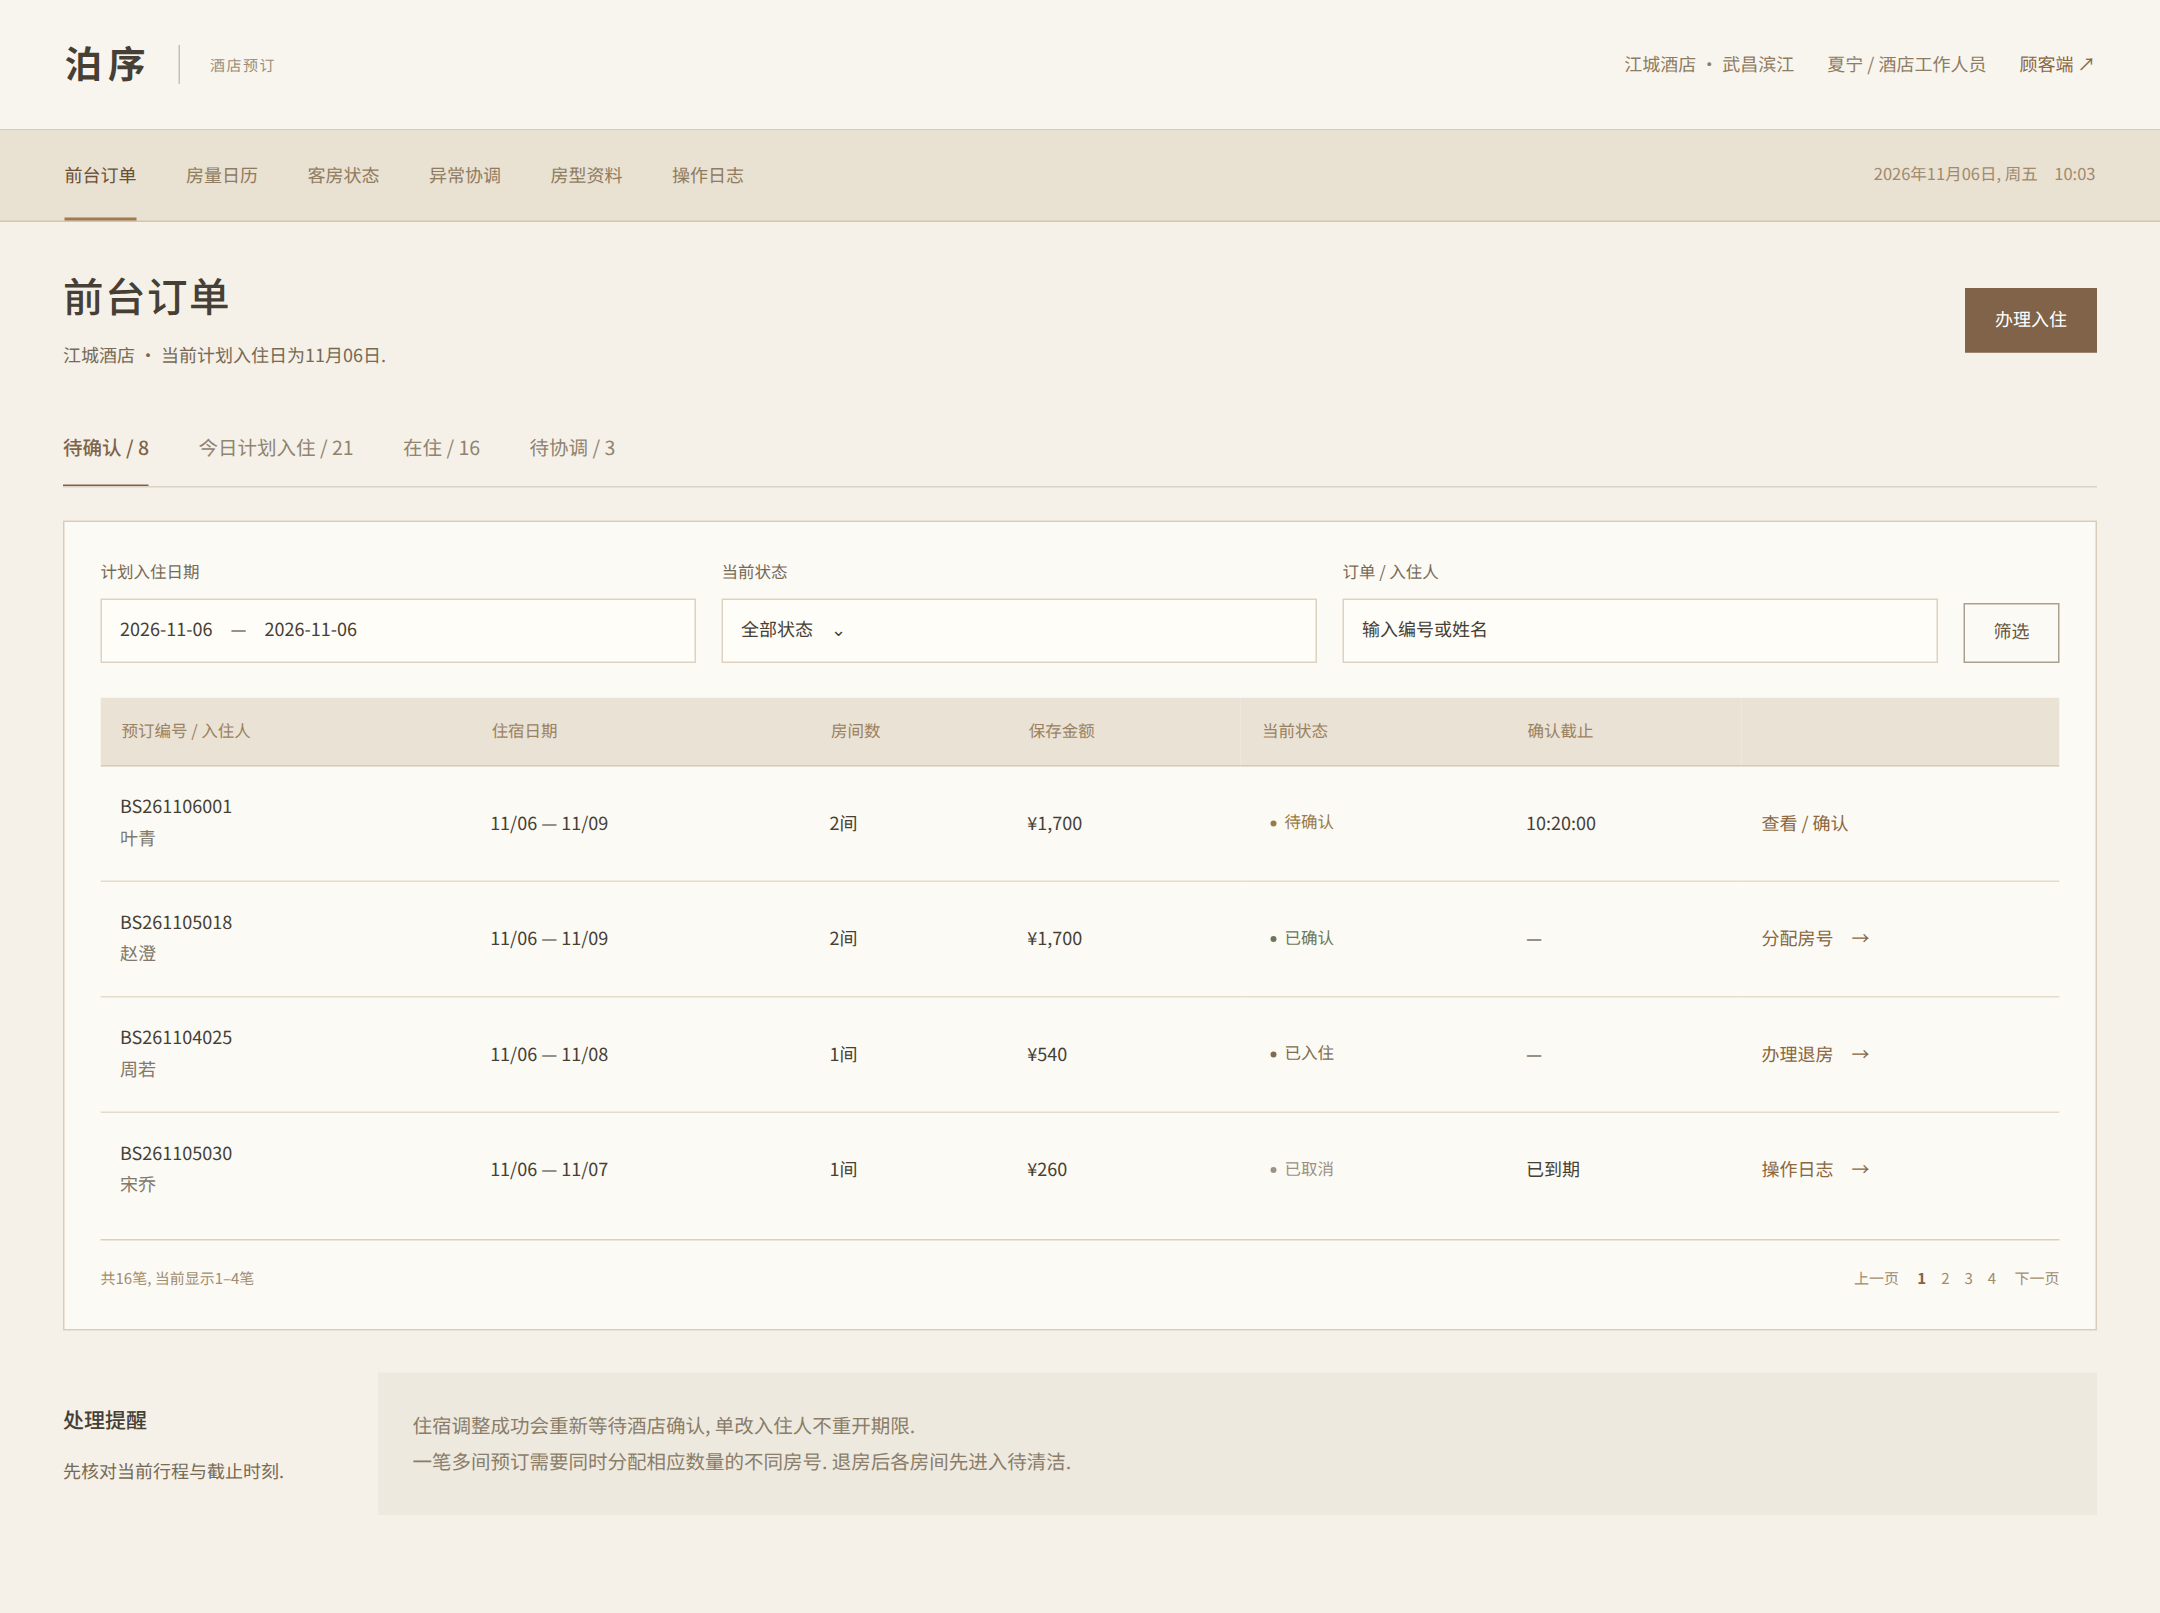 泊序
酒店预订
江城酒店 · 武昌滨江 夏宁 / 酒店工作人员 顾客端 ↗
前台订单 房量日历 客房状态 异常协调 房型资料 操作日志
2026年11月06日, 周五 10:03
前台订单
江城酒店 · 当前计划入住日为11月06日.
办理入住
待确认 / 8 今日计划入住 / 21 在住 / 16 待协调 / 3
计划入住日期 当前状态 订单 / 入住人
2026-11-06 — 2026-11-06 全部状态 ⌄ 输入编号或姓名 筛选
预订编号 / 入住人 住宿日期 房间数 保存金额 当前状态 确认截止
BS261106001
叶青
11/06 — 11/09 2间 ¥1,700 • 待确认 10:20:00 查看 / 确认
BS261105018
赵澄
11/06 — 11/09 2间 ¥1,700 • 已确认 — 分配房号 →
BS261104025
周若
11/06 — 11/08 1间 ¥540 • 已入住 — 办理退房 →
BS261105030
宋乔
11/06 — 11/07 1间 ¥260 • 已取消 已到期 操作日志 →
共16笔, 当前显示1–4笔
上一页 1 2 3 4 下一页
处理提醒
先核对当前行程与截止时刻.
住宿调整成功会重新等待酒店确认, 单改入住人不重开期限.
一笔多间预订需要同时分配相应数量的不同房号. 退房后各房间先进入待清洁.